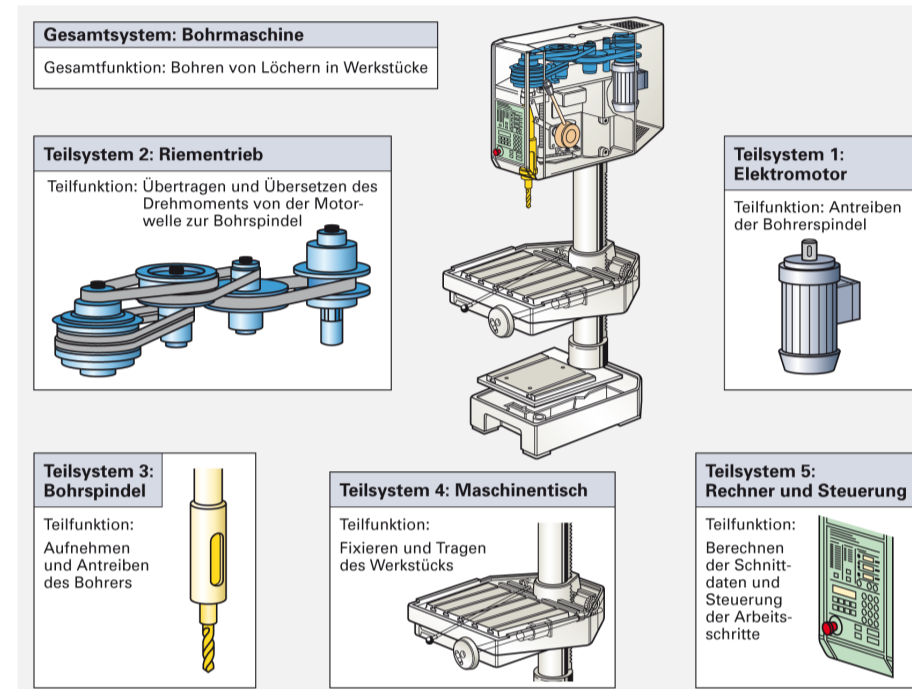 Gesamtsystem: Bohrmaschine
Gesamtfunktion: Bohren von Löchern in Werkstücke
Teilsystem 2: Riementrieb
Teilfunktion: Übertragen und Übersetzen des
Drehmoments von der Motor-
welle zur Bohrspindel
Teilsystem 1:
Elektromotor
Teilfunktion: Antreiben
der Bohrerspindel
Teilsystem 3:
Bohrspindel
Teilfunktion:
Aufnehmen
und Antreiben
des Bohrers
Teilsystem 4: Maschinentisch
Teilfunktion:
Fixieren und Tragen
des Werkstücks
Teilsystem 5:
Rechner und Steuerung
Teilfunktion:
Berechnen
der Schnitt-
daten und
Steuerung
der Arbeits-
schritte